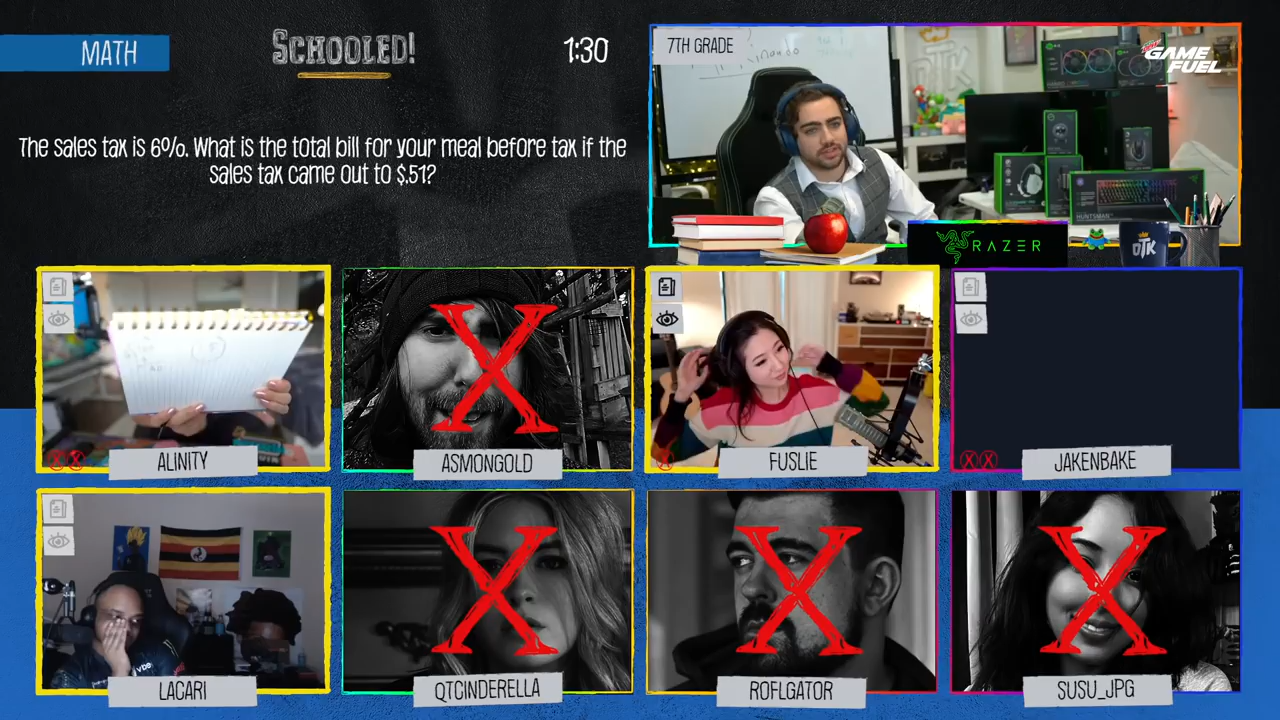 MATH
SCHOOLED!
1:30
The sales tax is 6%. What is the total bill for your meal before tax if the
sales tax came out to $.51?
7TH GRADE
GAME
FUEL
HUNTSMAN
RAZER
DTK
ALINITY
X
ASMONGOLD
FUSLIE
JAKENBAKE
LACARI
X
QTCINDERELLA
X
ROFLGATOR
X
SUSU_JPG